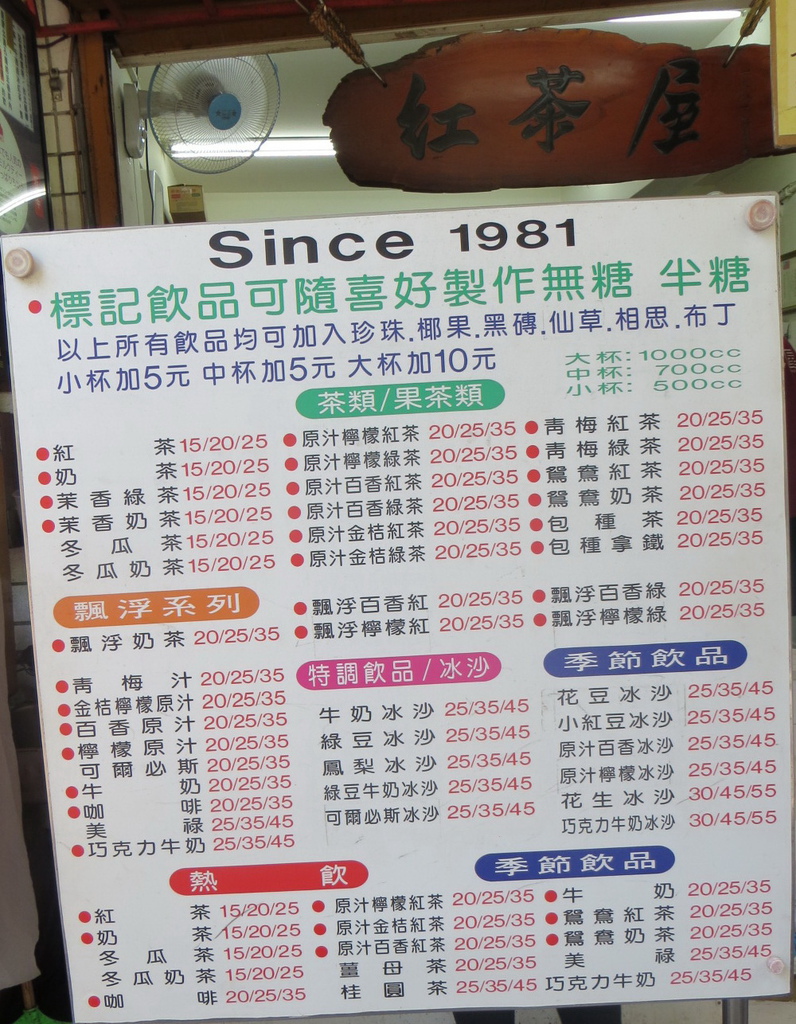 紅茶屋
Since 1981
●標記飲品可隨喜好製作無糖 半糖
以上所有飲品均可加入珍珠.椰果.黑磚.仙草.相思.布丁
小杯加5元 中杯加5元 大杯加10元
大杯:1000cc
中杯: 700cc
小杯: 500cc
茶類/果茶類
●紅茶 15/20/25
●奶茶 15/20/25
●茉香綠茶 15/20/25
●茉香奶茶 15/20/25
冬瓜茶 15/20/25
冬瓜奶茶 15/20/25
●原汁檸檬紅茶 20/25/35
●原汁檸檬綠茶 20/25/35
●原汁百香紅茶 20/25/35
●原汁百香綠茶 20/25/35
●原汁金桔紅茶 20/25/35
●原汁金桔綠茶 20/25/35
●青梅紅茶 20/25/35
●青梅綠茶 20/25/35
●鴛鴦紅茶 20/25/35
●鴛鴦奶茶 20/25/35
●包種茶 20/25/35
●包種拿鐵 20/25/35
飄浮系列
●飄浮奶茶 20/25/35
●飄浮百香紅 20/25/35
●飄浮檸檬紅 20/25/35
●飄浮百香綠 20/25/35
●飄浮檸檬綠 20/25/35
●青梅汁 20/25/35
●金桔檸檬原汁 20/25/35
●百香原汁 20/25/35
●檸檬原汁 20/25/35
可爾必斯 20/25/35
●牛奶 20/25/35
●咖啡 20/25/35
美祿 25/35/45
●巧克力牛奶 25/35/45
特調飲品/冰沙
牛奶冰沙 25/35/45
綠豆冰沙 25/35/45
鳳梨冰沙 25/35/45
綠豆牛奶冰沙 25/35/45
可爾必斯冰沙 25/35/45
季節飲品
花豆冰沙 25/35/45
小紅豆冰沙 25/35/45
原汁百香冰沙 25/35/45
原汁檸檬冰沙 25/35/45
花生冰沙 30/45/55
巧克力牛奶冰沙 30/45/55
熱飲
●紅茶 15/20/25
●奶茶 15/20/25
冬瓜茶 15/20/25
冬瓜奶茶 15/20/25
●咖啡 20/25/35
●原汁檸檬紅茶 20/25/35
●原汁金桔紅茶 20/25/35
●原汁百香紅茶 20/25/35
薑母茶 20/25/35
桂圓茶 25/35/45
季節飲品
●牛奶 20/25/35
●鴛鴦紅茶 20/25/35
●鴛鴦奶茶 20/25/35
美祿 25/35/45
巧克力牛奶 25/35/45